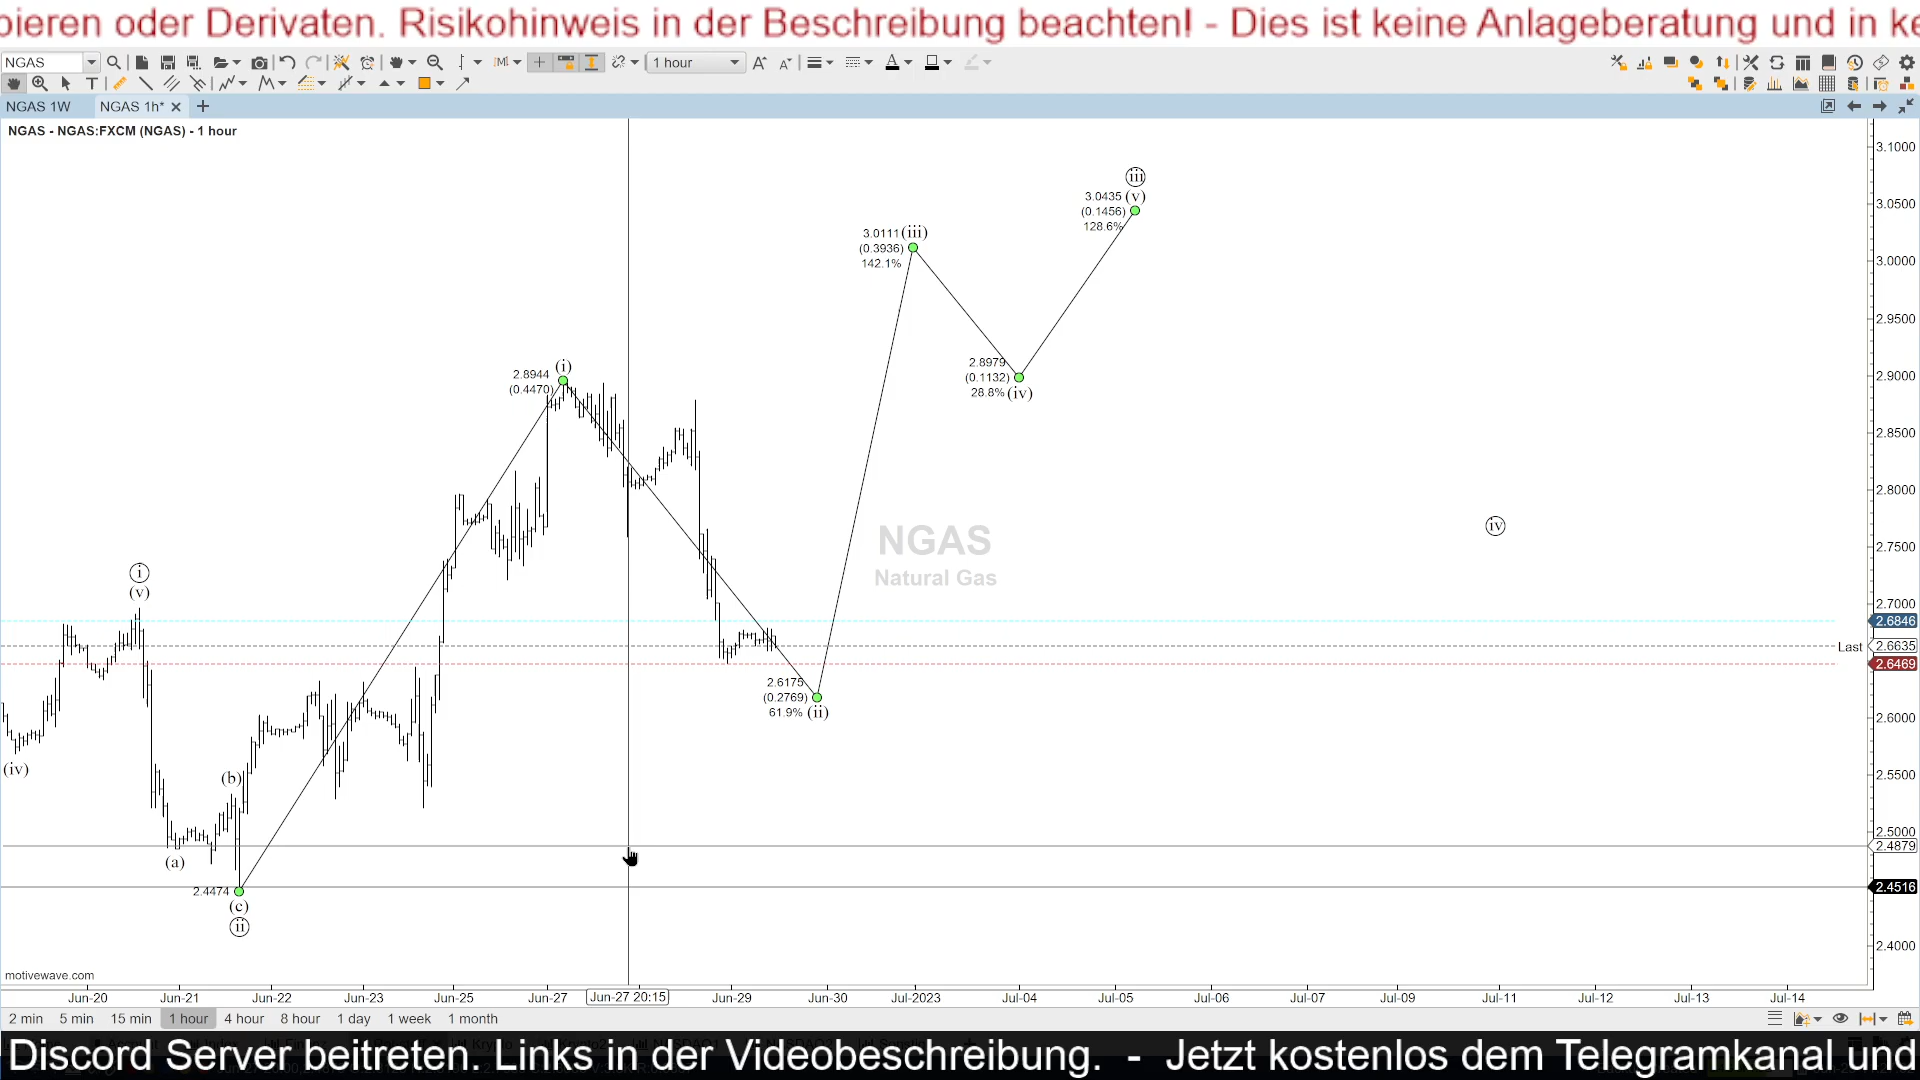 pieren oder Derivaten. Risikohinweis in der Beschreibung beachten! - Dies ist keine Anlageberatung und in ke
NGAS
1 hour
NGAS 1W
NGAS 1h*
NGAS - NGAS:FXCM (NGAS) - 1 hour
3.1000
iii
3.0435 (v)
(0.1456)
128.6%
3.0500
3.0111 (iii)
(0.3936)
142.1%
3.0000
2.9500
2.8979
(0.1132)
28.8% (iv)
2.9000
(i)
2.8944
(0.4470)
2.8500
2.8000
NGAS
Natural Gas
iv
2.7500
i
(v)
2.7000
2.6846
Last
2.6635
2.6469
2.6175
(0.2769)
61.9% (ii)
2.6000
(iv)
(b)
2.5500
2.5000
2.4879
(a)
2.4516
2.4474
(c)
ii
2.4000
motivewave.com
Jun-20 Jun-21 Jun-22 Jun-23 Jun-25 Jun-27 Jun-27 20:15 Jun-29 Jun-30 Jul-2023 Jul-04 Jul-05 Jul-06 Jul-07 Jul-09 Jul-11 Jul-12 Jul-13 Jul-14
2 min 5 min 15 min 1 hour 4 hour 8 hour 1 day 1 week 1 month
Discord Server beitreten. Links in der Videobeschreibung. - Jetzt kostenlos dem Telegramkanal und